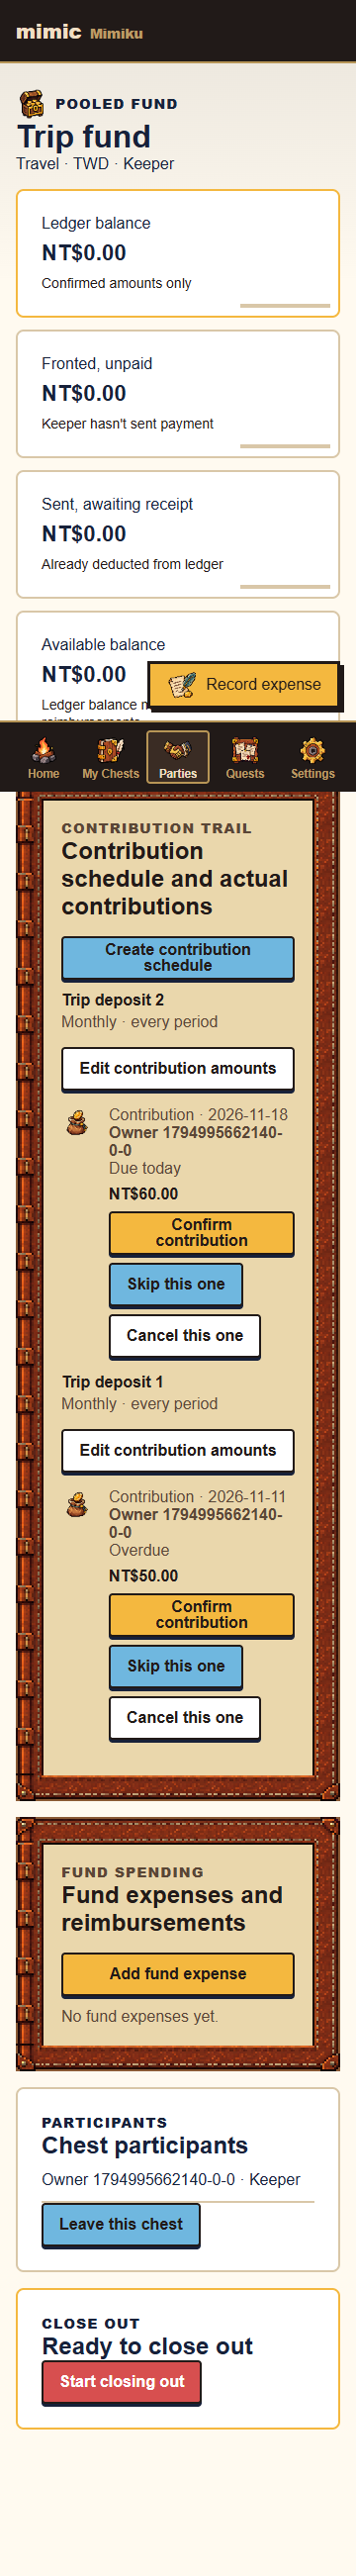 mimic Mimiku
POOLED FUND
Trip fund
Travel · TWD · Keeper
Ledger balance
NT$0.00
Confirmed amounts only
Fronted, unpaid
NT$0.00
Keeper hasn't sent payment
Sent, awaiting receipt
NT$0.00
Already deducted from ledger
Available balance
NT$0.00
Ledger balance
Record expense
Home
My Chests
Parties
Quests
Settings
CONTRIBUTION TRAIL
Contribution
schedule and actual
contributions
Create contribution
schedule
Trip deposit 2
Monthly · every period
Edit contribution amounts
Contribution · 2026-11-18
Owner 1794995662140-
0-0
Due today
NT$60.00
Confirm
contribution
Skip this one
Cancel this one
Trip deposit 1
Monthly · every period
Edit contribution amounts
Contribution · 2026-11-11
Owner 1794995662140-
0-0
Overdue
NT$50.00
Confirm
contribution
Skip this one
Cancel this one
FUND SPENDING
Fund expenses and
reimbursements
Add fund expense
No fund expenses yet.
PARTICIPANTS
Chest participants
Owner 1794995662140-0-0 · Keeper
Leave this chest
CLOSE OUT
Ready to close out
Start closing out